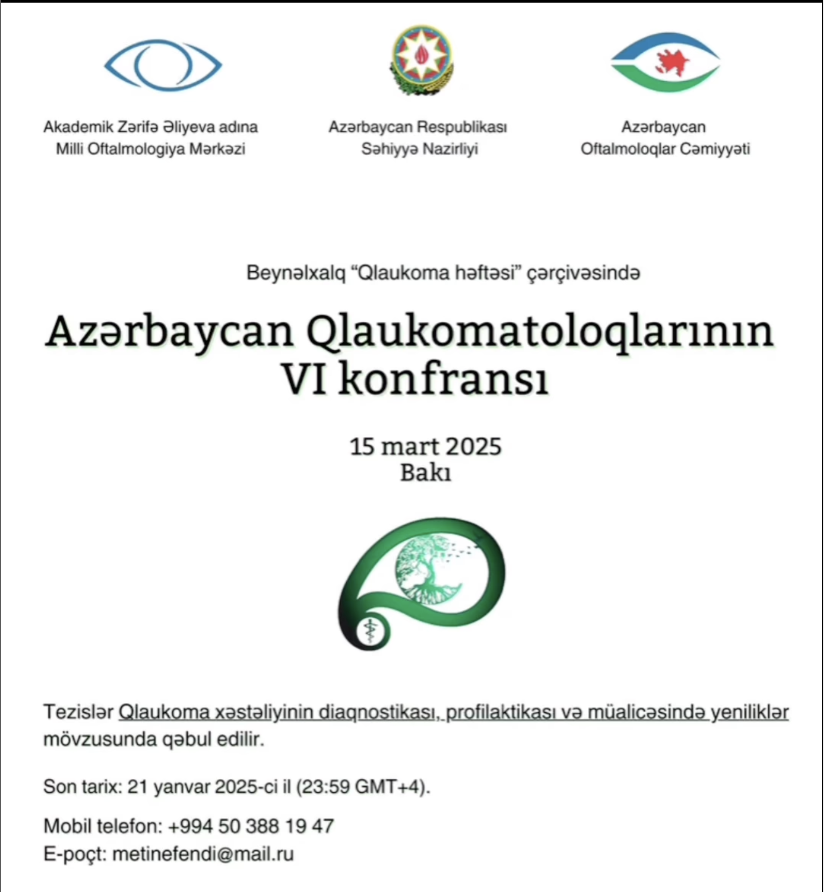 Akademik Zərifə Əliyeva adına
Milli Oftalmologiya Mərkəzi
Azərbaycan Respublikası
Səhiyyə Nazirliyi
Azərbaycan
Oftalmoloqlar Cəmiyyəti
Beynəlxalq “Qlaukoma həftəsi” çərçivəsində
Azərbaycan Qlaukomatoloqlarının
VI konfransı
15 mart 2025
Bakı
Tezislər Qlaukoma xəstəliyinin diaqnostikası, profilaktikası və müalicəsində yeniliklər
mövzusunda qəbul edilir.
Son tarix: 21 yanvar 2025-ci il (23:59 GMT+4).
Mobil telefon: +994 50 388 19 47
E-poçt: metinefendi@mail.ru